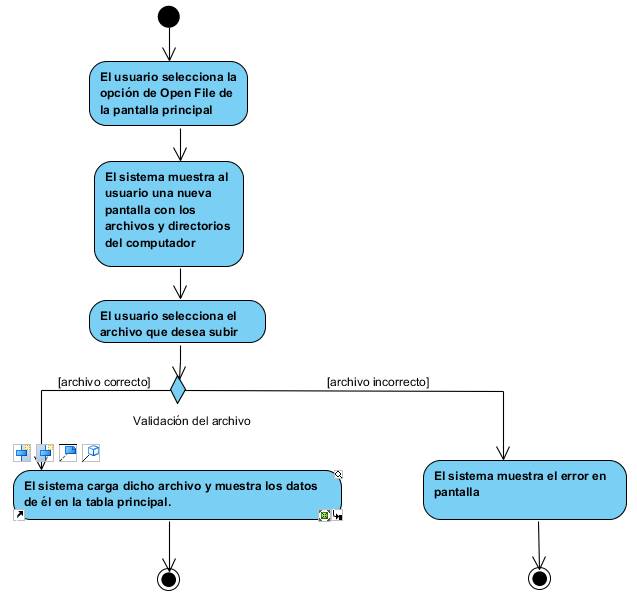 El usuario selecciona la
opción de Open File de
la pantalla principal
El sistema muestra al
usuario una nueva
pantalla con los
archivos y directorios
del computador
El usuario selecciona el
archivo que desea subir
[archivo correcto]
[archivo incorrecto]
Validación del archivo
El sistema carga dicho archivo y muestra los datos
de él en la tabla principal.
El sistema muestra el error en
pantalla